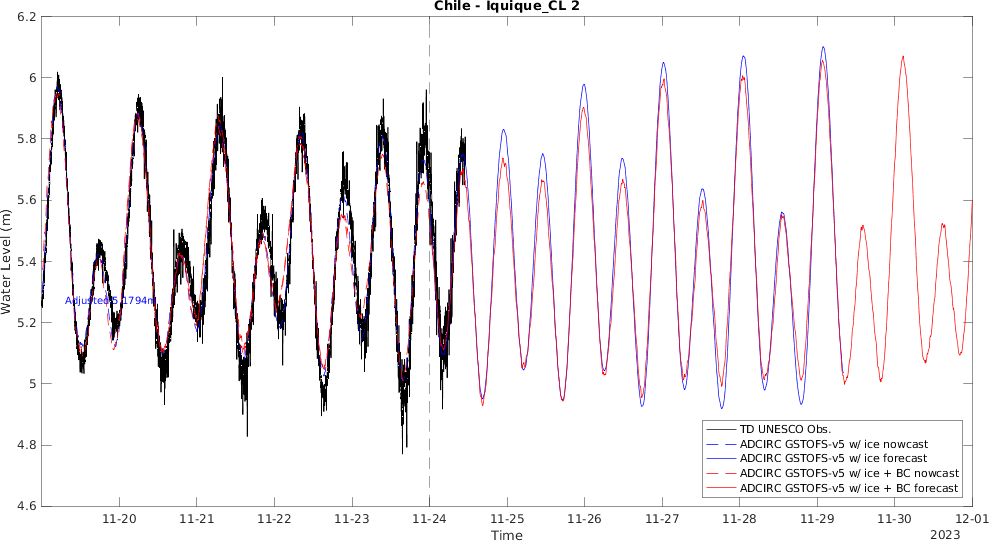 Chile - Iquique_CL 2
6.2
6
5.8
5.6
5.4
5.2
5
4.8
4.6
Water Level (m)
Adjusted 5.1794m
TD UNESCO Obs.
ADCIRC GSTOFS-v5 w/ ice nowcast
ADCIRC GSTOFS-v5 w/ ice forecast
ADCIRC GSTOFS-v5 w/ ice + BC nowcast
ADCIRC GSTOFS-v5 w/ ice + BC forecast
11-20 11-21 11-22 11-23 11-24 11-25 11-26 11-27 11-28 11-29 11-30 12-01
Time
2023